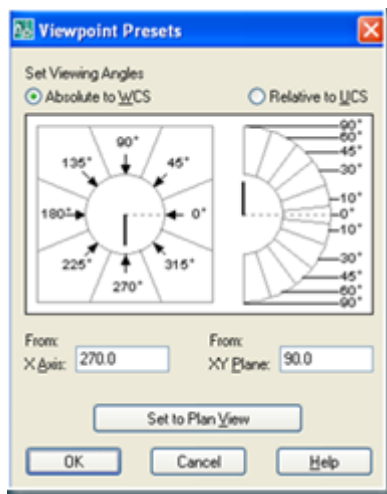 Viewpoint Presets
Set Viewing Angles
Absolute to WCS
Relative to UCS
90°
135°
45°
180°
0°
225°
315°
270°
90°
60°
45°
30°
10°
0°
10°
30°
45°
60°
90°
From:
X Axis: 270.0
From:
XY Plane: 90.0
Set to Plan View
OK
Cancel
Help